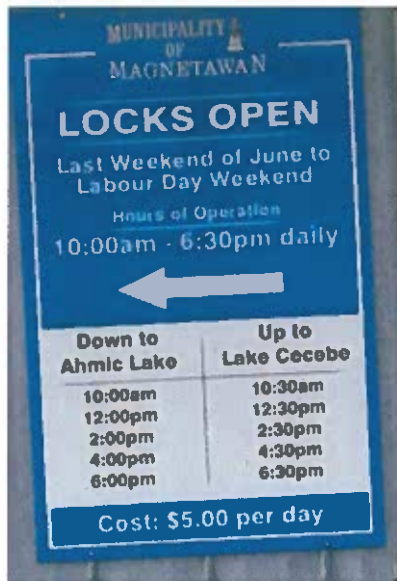 MUNICIPALITY
OF
MAGNETAWAN
LOCKS OPEN
Last Weekend of June to
Labour Day Weekend
Hours of Operation
10:00am - 6:30pm daily
Down to Ahmic Lake
Up to Lake Cecebe
10:00am 10:30am
12:00pm 12:30pm
2:00pm 2:30pm
4:00pm 4:30pm
6:00pm 6:30pm
Cost: $5.00 per day